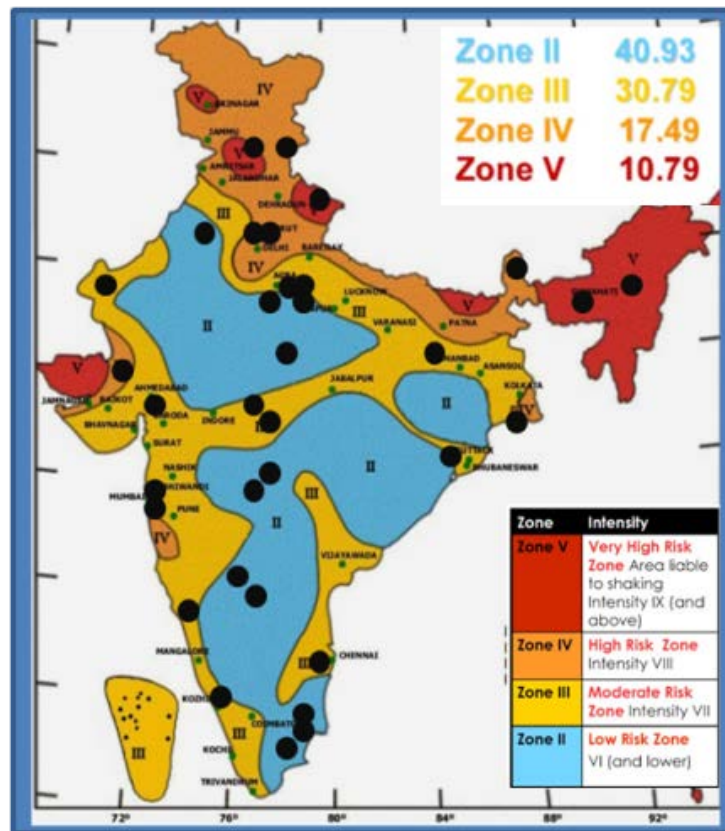 Zone II 40.93
Zone III 30.79
Zone IV 17.49
Zone V 10.79
IV
V
SRINAGAR
JAMMU
V
AMRITSAR
JALANDHAR
DEHRADUN
III
DELHI
IV
BAREILLY
AGRA
LUCKNOW
III
VARANASI
PATNA
V
V
II
DHANBAD
ASANSOL
KOLKATA
IV
V
JAMNAGAR
RAJKOT
AHMEDABAD
BHAVNAGAR
BARODA
INDORE
JABALPUR
II
SURAT
NASHIK
BHIWANDI
MUMBAI
PUNE
IV
II
III
II
CUTTACK
BHUBANESWAR
VIJAYAWADA
MANGALORE
III
CHENNAI
COIMBATORE
III
KOCHI
TRIVANDRUM
III
72° 76° 80° 84° 88° 92°
Zone Intensity
Zone V Very High Risk
Zone Area liable
to shaking
Intensity IX (and
above)
Zone IV High Risk Zone
Intensity VIII
Zone III Moderate Risk
Zone Intensity VII
Zone II Low Risk Zone
VI (and lower)